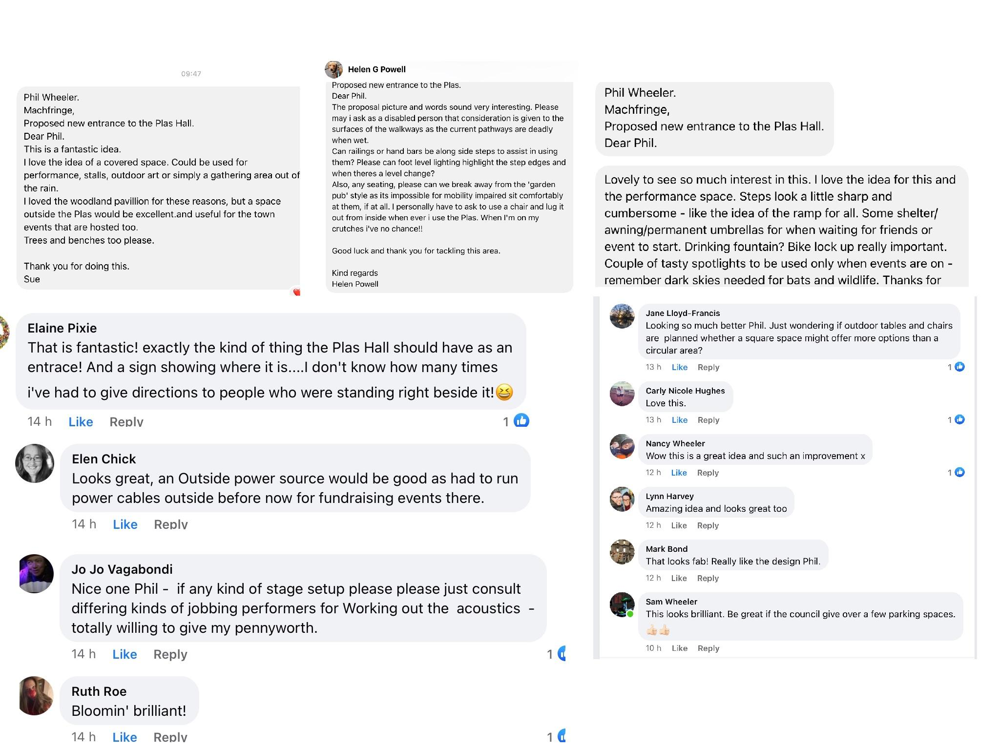 09:47
Phil Wheeler.
Machfringe,
Proposed new entrance to the Plas Hall.
Dear Phil.
This is a fantastic idea.
I love the idea of a covered space. Could be used for
performance, stalls, outdoor art or simply a gathering area out of
the rain.
I loved the woodland pavillion for these reasons, but a space
outside the Plas would be excellent.and useful for the town
events that are hosted too.
Trees and benches too please.
Thank you for doing this.
Sue
Helen G Powell
Proposed new entrance to the Plas.
Dear Phil.
The proposal picture and words sound very interesting. Please
may i ask as a disabled person that consideration is given to the
surfaces of the walkways as the current pathways are deadly
when wet.
Can railings or hand bars be along side steps to assist in using
them? Please can foot level lighting highlight the step edges and
when theres a level change?
Also, any seating, please can we break away from the 'garden
pub' style as its impossible for mobility impaired sit comfortably
at them, if at all. I personally have to ask to use a chair and lug it
out from inside when ever i use the Plas. When I'm on my
crutches i've no chance!!
Good luck and thank you for tackling this area.
Kind regards
Helen Powell
Phil Wheeler.
Machfringe,
Proposed new entrance to the Plas Hall.
Dear Phil.
Lovely to see so much interest in this. I love the idea for this and
the performance space. Steps look a little sharp and
cumbersome - like the idea of the ramp for all. Some shelter/
awning/permanent umbrellas for when waiting for friends or
event to start. Drinking fountain? Bike lock up really important.
Couple of tasty spotlights to be used only when events are on -
remember dark skies needed for bats and wildlife. Thanks for
Elaine Pixie
That is fantastic! exactly the kind of thing the Plas Hall should have as an
entrace! And a sign showing where it is....I don't know how many times
i've had to give directions to people who were standing right beside it!😆
14 h Like Reply 1
Elen Chick
Looks great, an Outside power source would be good as had to run
power cables outside before now for fundraising events there.
14 h Like Reply
Jo Jo Vagabondi
Nice one Phil - if any kind of stage setup please please just consult
differing kinds of jobbing performers for Working out the acoustics -
totally willing to give my pennyworth.
14 h Like Reply 1
Ruth Roe
Bloomin' brilliant!
14 h Like Reply 1
Jane Lloyd-Francis
Looking so much better Phil. Just wondering if outdoor tables and chairs
are planned whether a square space might offer more options than a
circular area?
13 h Like Reply 1
Carly Nicole Hughes
Love this.
13 h Like Reply 1
Nancy Wheeler
Wow this is a great idea and such an improvement x
12 h Like Reply 1
Lynn Harvey
Amazing idea and looks great too
12 h Like Reply
Mark Bond
That looks fab! Really like the design Phil.
12 h Like Reply
Sam Wheeler
This looks brilliant. Be great if the council give over a few parking spaces.
👍🏻👍🏻
10 h Like Reply